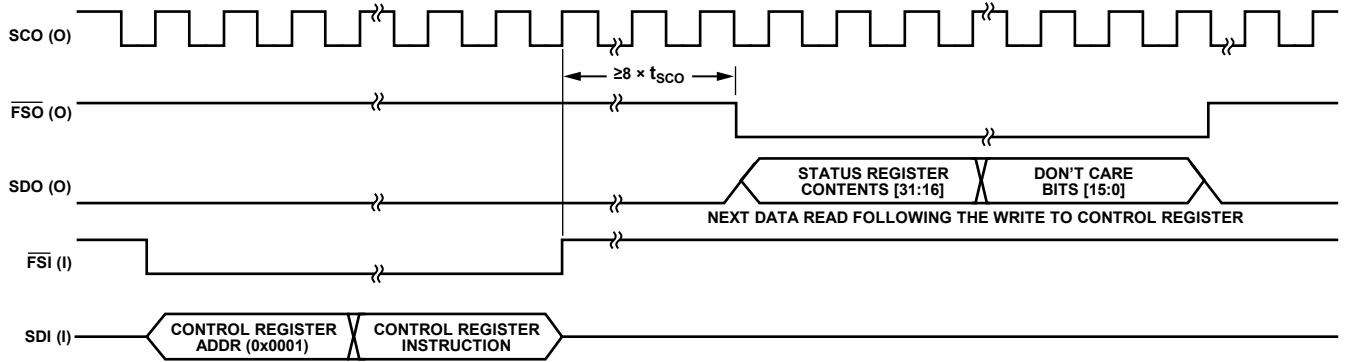 SCO (O)
≥8 × tSCO
FSO (O)
SDO (O)
STATUS REGISTER
CONTENTS [31:16]
DON'T CARE
BITS [15:0]
NEXT DATA READ FOLLOWING THE WRITE TO CONTROL REGISTER
FSI (I)
SDI (I)
CONTROL REGISTER
ADDR (0x0001)
CONTROL REGISTER
INSTRUCTION